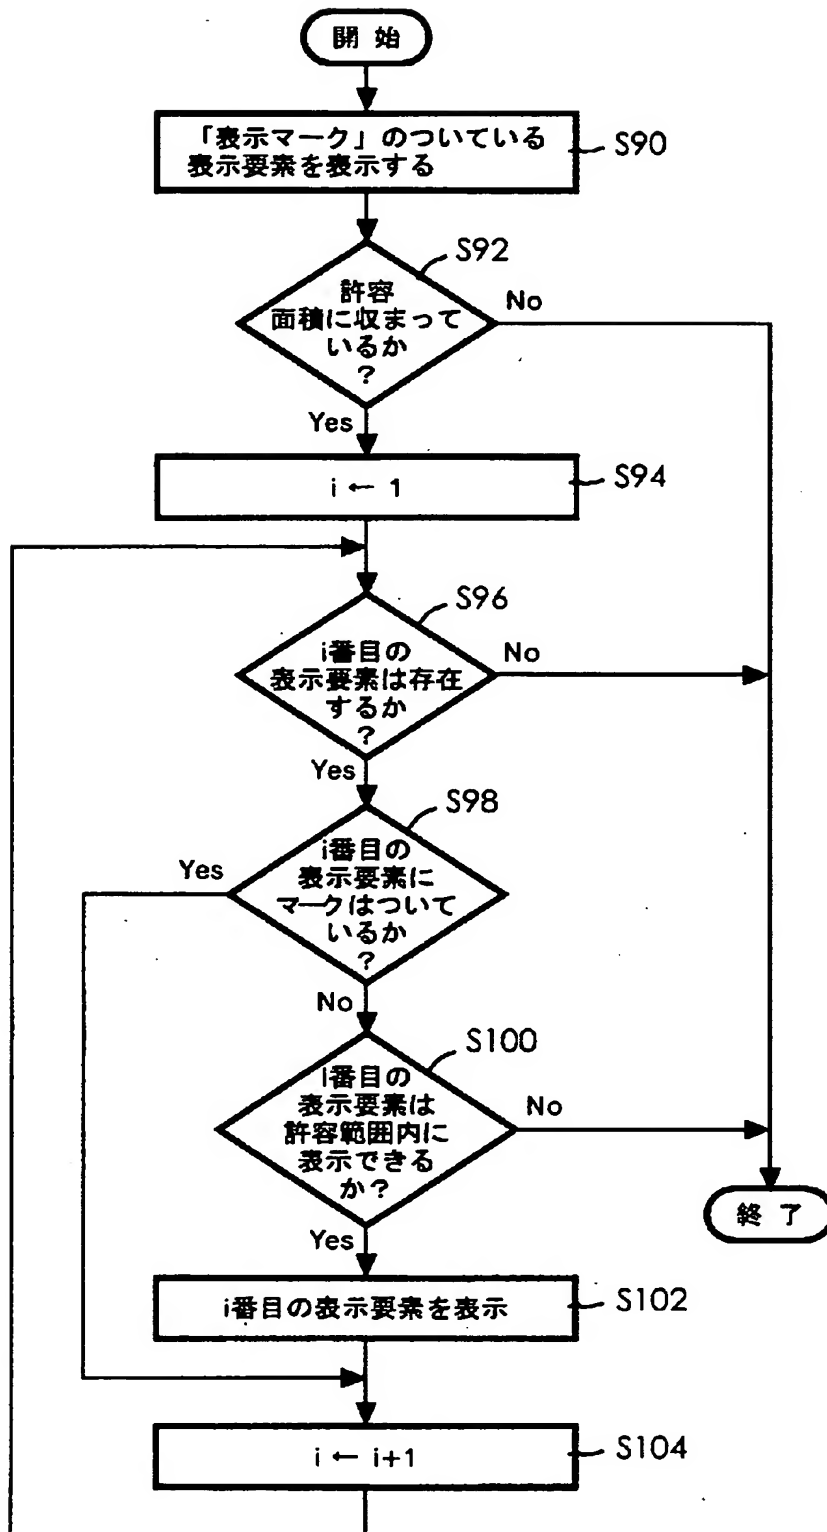 開 始
「表示マーク」のついている
表示要素を表示する
S90
S92
許容
面積に収まって
いるか
?
No
Yes
i ← 1
S94
S96
i番目の
表示要素は存在
するか
?
No
Yes
S98
i番目の
表示要素に
マークはついて
いるか
?
Yes
No
S100
i番目の
表示要素は
許容範囲内に
表示できる
か?
No
終 了
Yes
i番目の表示要素を表示
S102
i ← i+1
S104